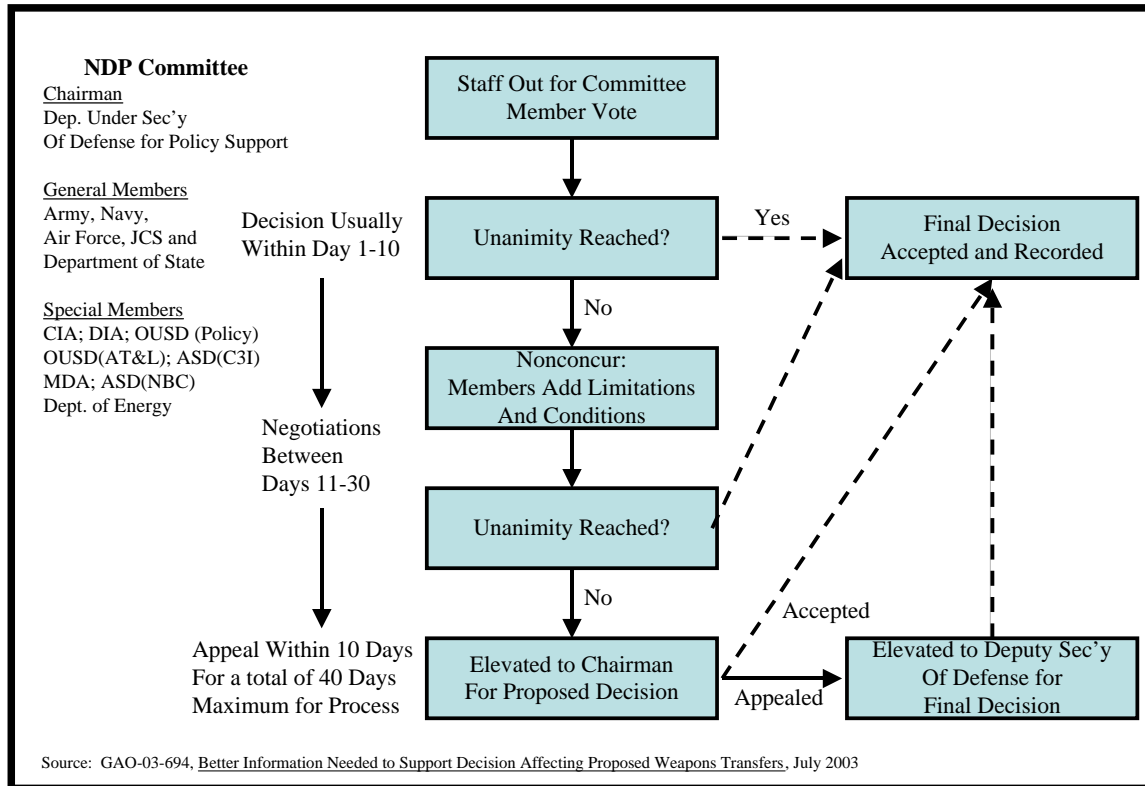 NDP Committee
Chairman
Dep. Under Sec'y
Of Defense for Policy Support
General Members
Army, Navy,
Air Force, JCS and
Department of State
Special Members
CIA; DIA; OUSD (Policy)
OUSD(AT&L); ASD(C3I)
MDA; ASD(NBC)
Dept. of Energy
Decision Usually
Within Day 1-10
Negotiations
Between
Days 11-30
Appeal Within 10 Days
For a total of 40 Days
Maximum for Process
Staff Out for Committee
Member Vote
Unanimity Reached?
Yes
Final Decision
Accepted and Recorded
No
Nonconcur:
Members Add Limitations
And Conditions
Unanimity Reached?
No
Elevated to Chairman
For Proposed Decision
Accepted
Appealed
Elevated to Deputy Sec'y
Of Defense for
Final Decision
Source: GAO-03-694, Better Information Needed to Support Decision Affecting Proposed Weapons Transfers, July 2003